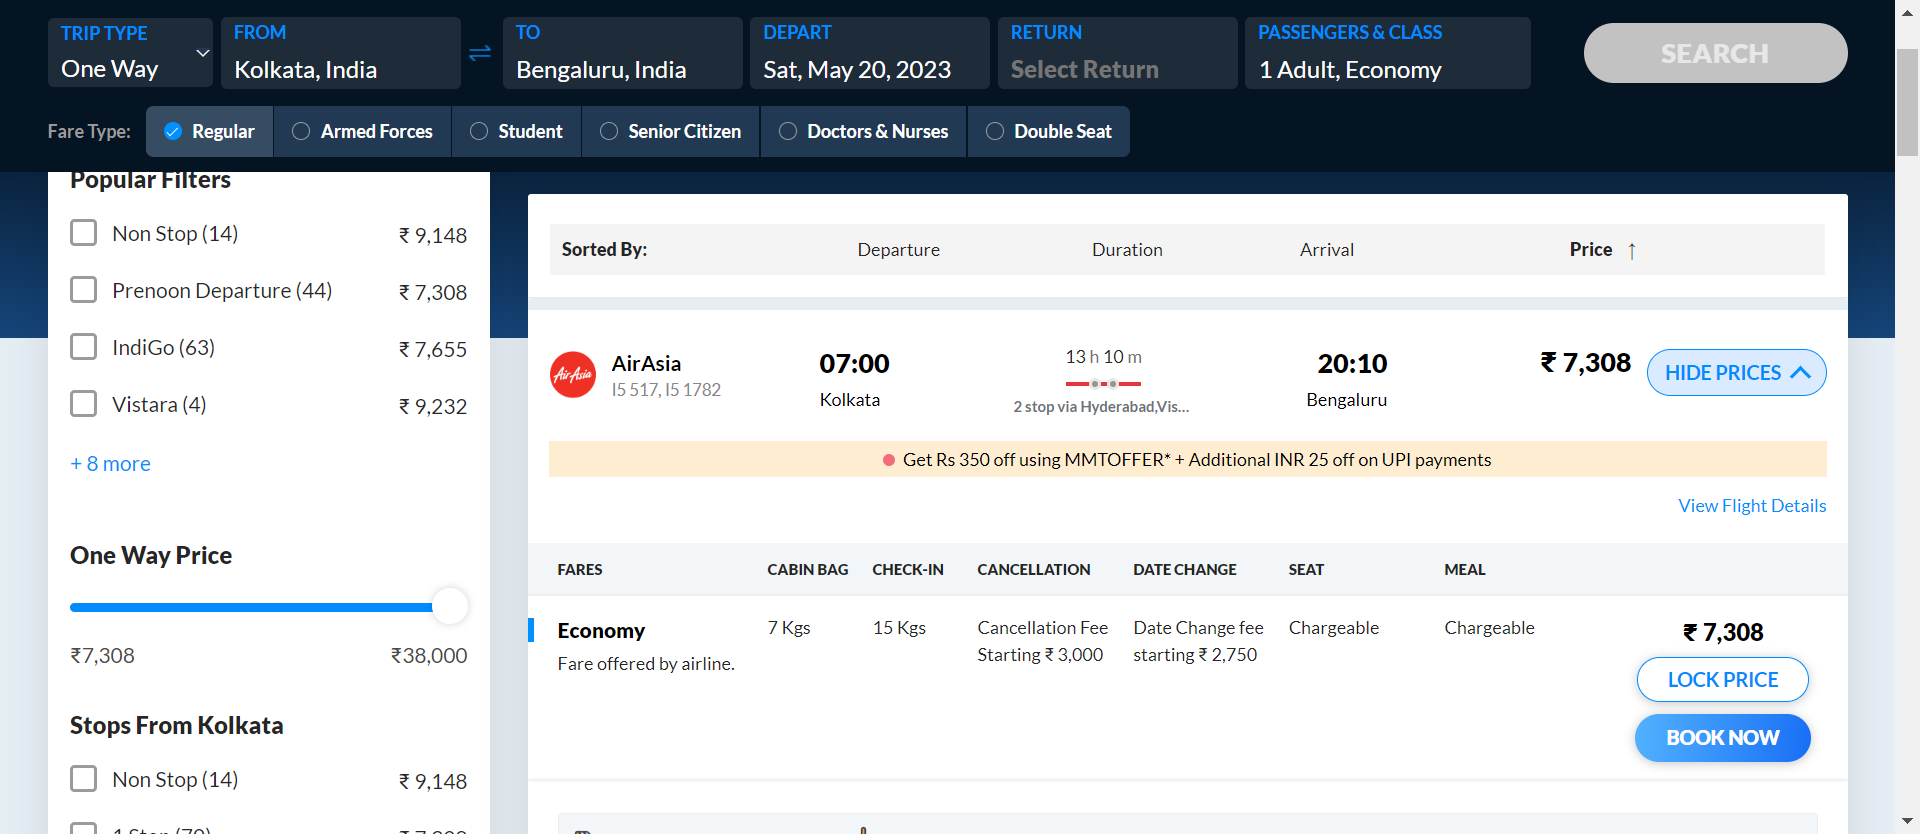 TRIP TYPE
One Way
FROM
Kolkata, India
TO
Bengaluru, India
DEPART
Sat, May 20, 2023
RETURN
Select Return
PASSENGERS & CLASS
1 Adult, Economy
SEARCH
Fare Type:
Regular
Armed Forces
Student
Senior Citizen
Doctors & Nurses
Double Seat
Popular Filters
Non Stop (14) ₹ 9,148
Prenoon Departure (44) ₹ 7,308
IndiGo (63) ₹ 7,655
Vistara (4) ₹ 9,232
+ 8 more
One Way Price
₹7,308 ₹38,000
Stops From Kolkata
Non Stop (14) ₹ 9,148
Sorted By: Departure Duration Arrival Price ↑
AirAsia
AirAsia
I5 517, I5 1782
07:00
Kolkata
13 h 10 m
2 stop via Hyderabad,Vis...
20:10
Bengaluru
₹ 7,308
HIDE PRICES
Get Rs 350 off using MMTOFFER* + Additional INR 25 off on UPI payments
View Flight Details
FARES CABIN BAG CHECK-IN CANCELLATION DATE CHANGE SEAT MEAL
Economy
Fare offered by airline.
7 Kgs
15 Kgs
Cancellation Fee
Starting ₹ 3,000
Date Change fee
starting ₹ 2,750
Chargeable
Chargeable
₹ 7,308
LOCK PRICE
BOOK NOW